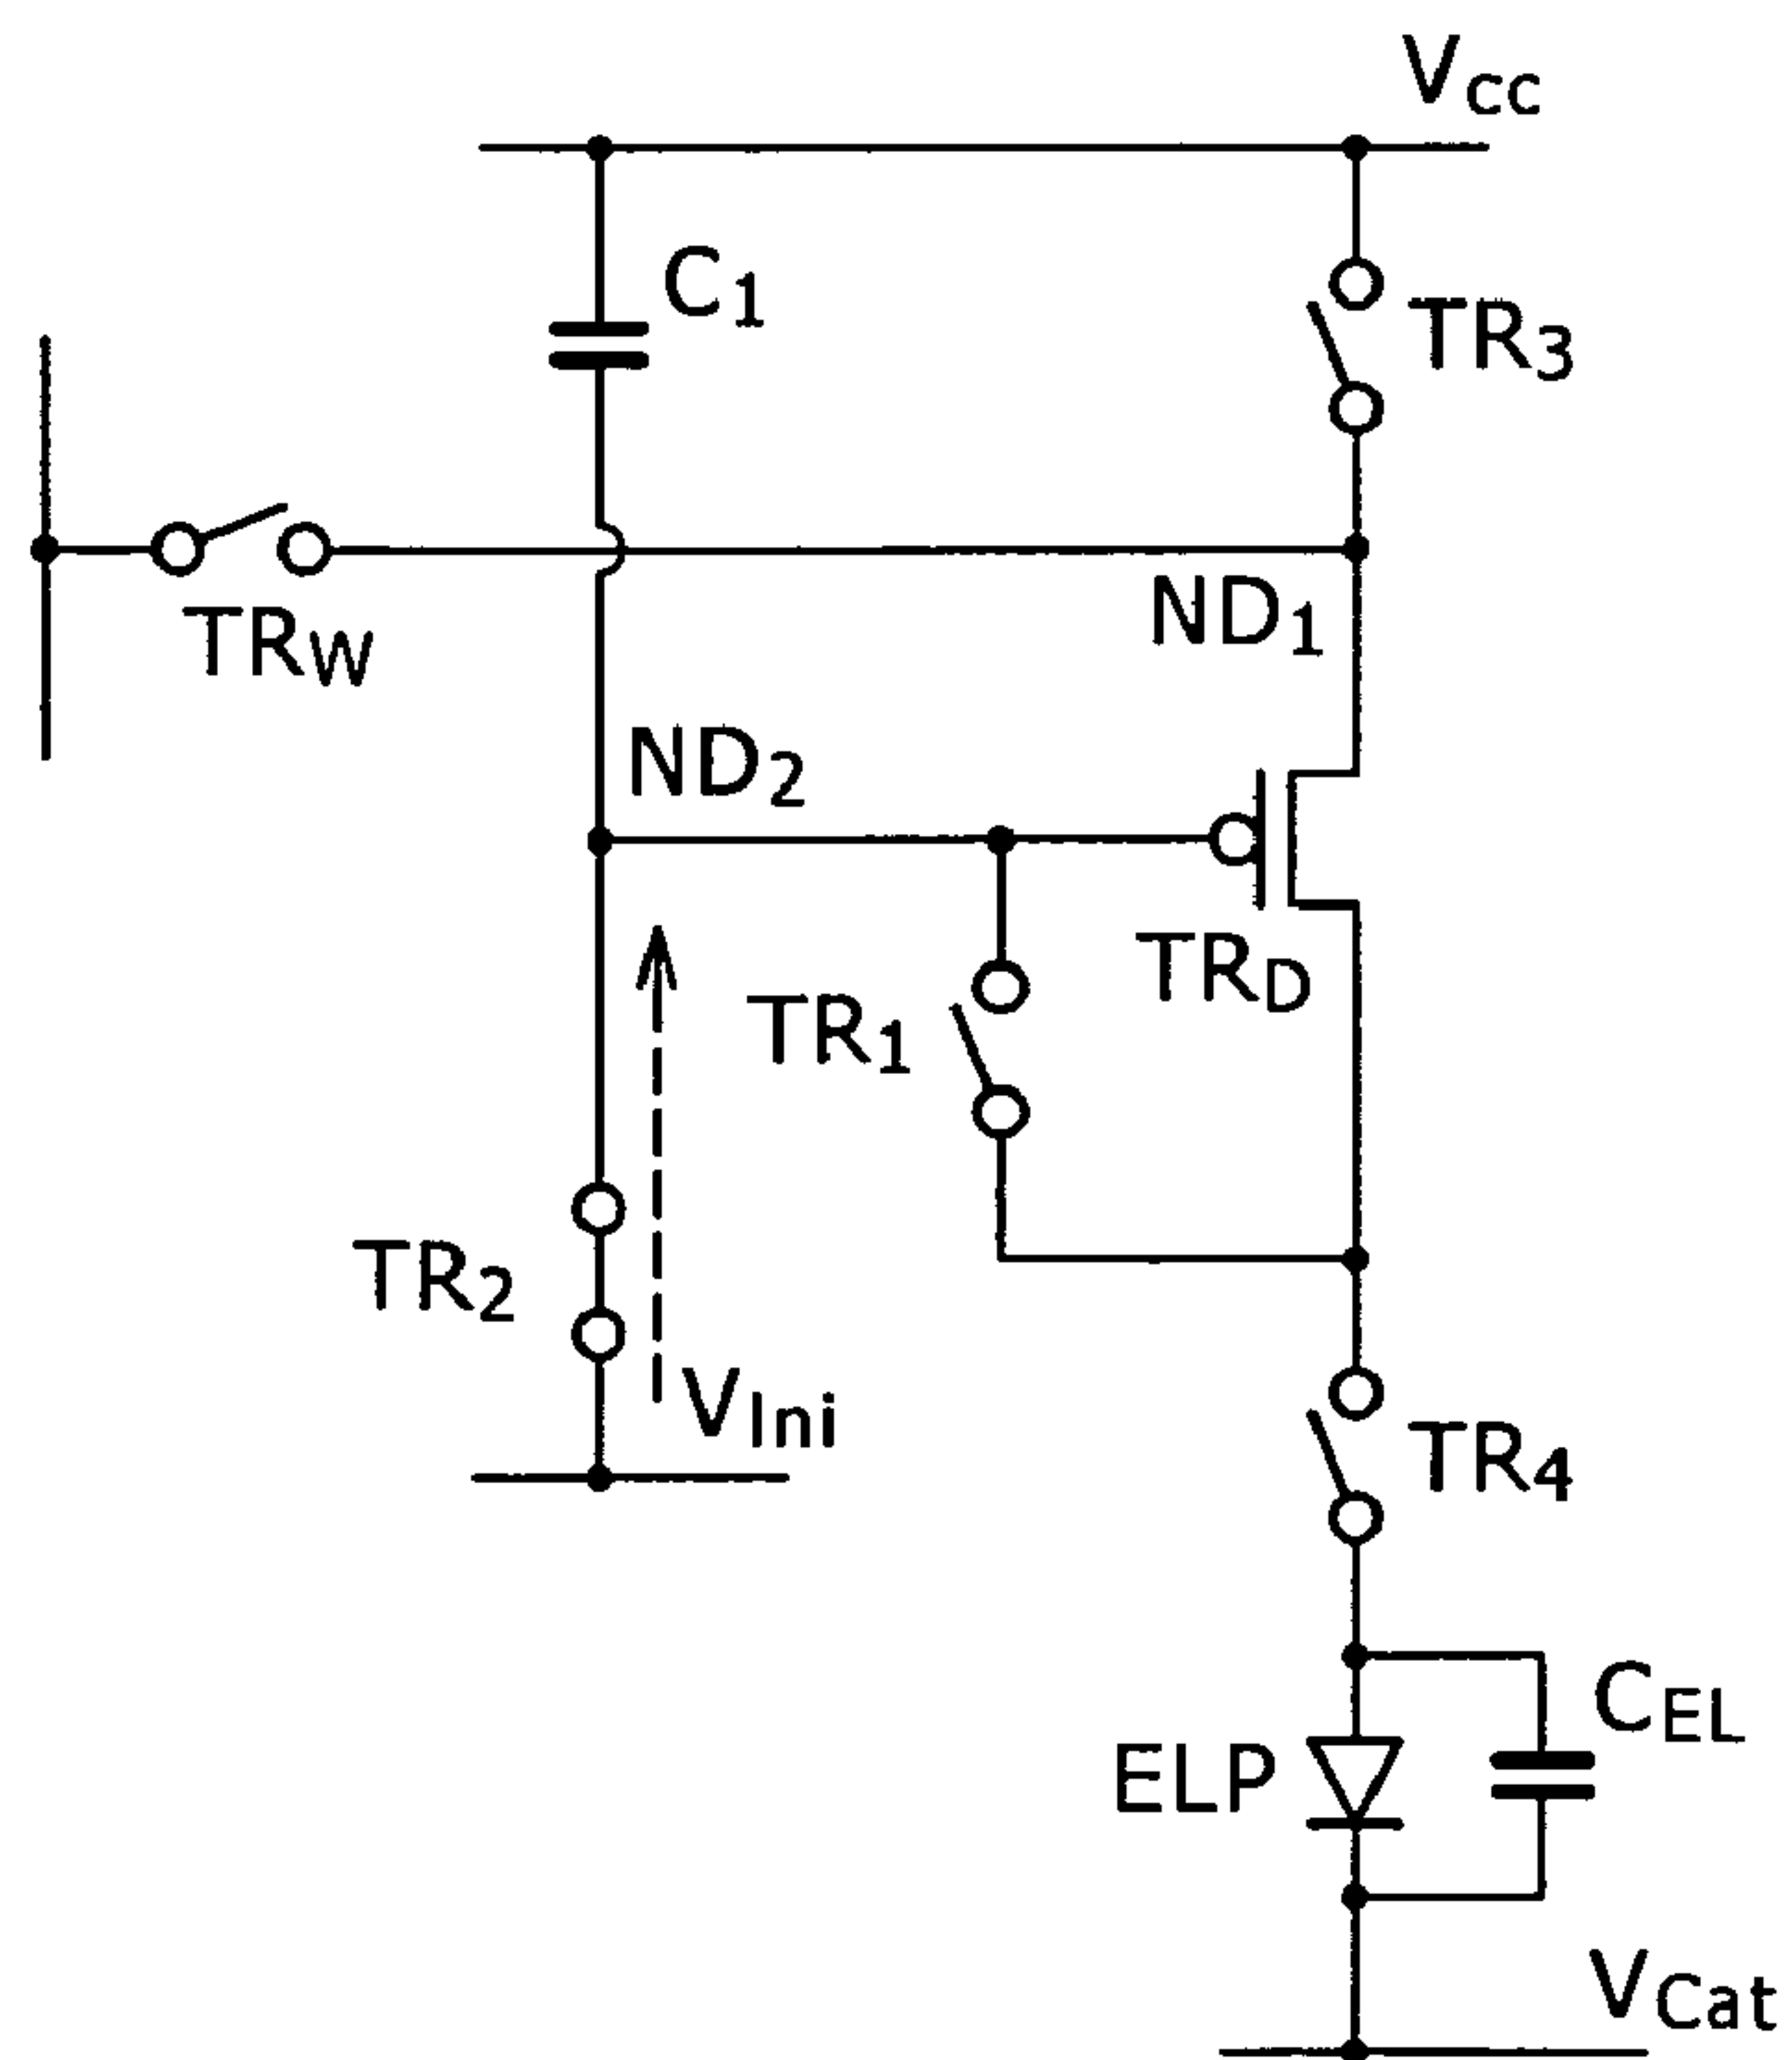 Vcc
C1
TR3
TRW
ND1
ND2
TRD
TR1
TR2
VIni
TR4
CEL
ELP
VCat